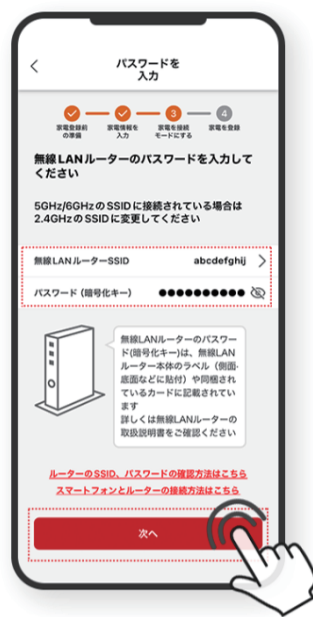 パスワードを
入力
3
4
家電登録前
の準備
家電情報を
入力
家電を接続
モードにする
家電を登録
無線LANルーターのパスワードを入力して
ください
5GHz/6GHzのSSIDに接続されている場合は
2.4GHzのSSIDに変更してください
無線LANルーターSSID abcdefghij
パスワード（暗号化キー） ●●●●●●●●●●
無線LANルーターのパスワー
ド(暗号化キー)は、無線LAN
ルーター本体のラベル（側面・
底面などに貼付）や同梱され
ているカードに記載されてい
ます
詳しくは無線LANルーターの
取扱説明書をご確認ください
ルーターのSSID、パスワードの確認方法はこちら
スマートフォンとルーターの接続方法はこちら
次へ